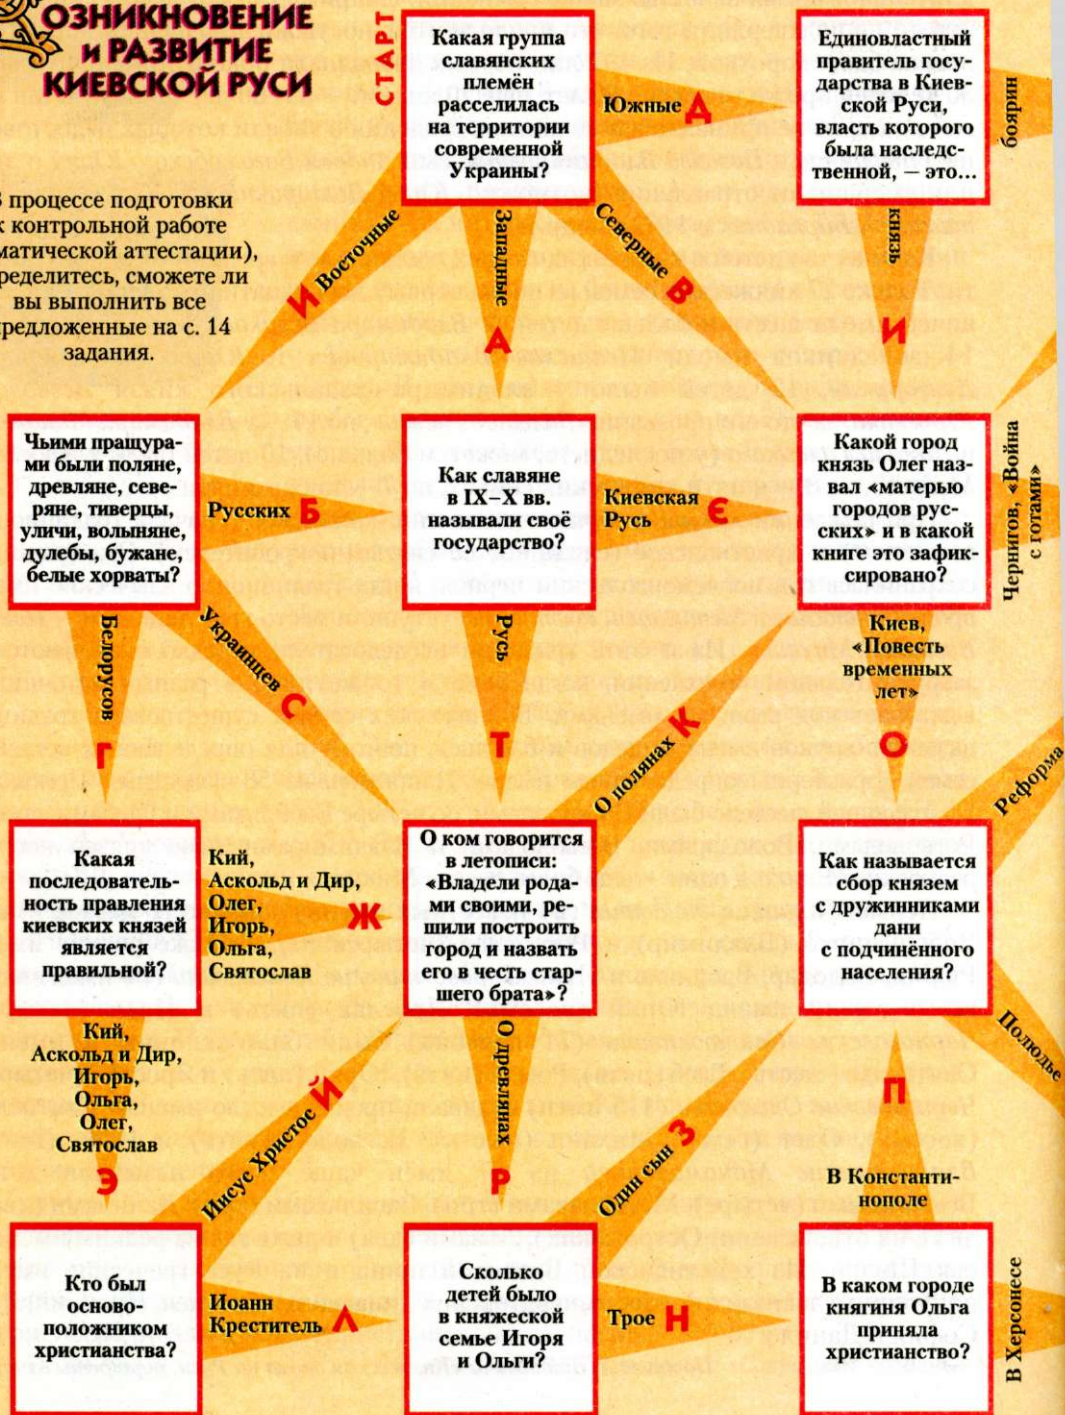 ОЗНИКНОВЕНИЕ
и РАЗВИТИЕ
КИЕВСКОЙ РУСИ
В процессе подготовки
к контрольной работе
матической аттестации),
ределитесь, сможете ли
вы выполнить все
редложенные на с. 14
задания.
СТАРТ
Какая группа
славянских
племён
расселилась
на территории
современной
Украины?
Южные Д
Единовластный
правитель госу-
дарства в Киев-
ской Руси,
власть которого
была наследс-
твенной, — это...
боярин
И Восточные
Западные А
Северные В
князь И
Чьими пращура-
ми были поляне,
древляне, севе-
ряне, тиверцы,
уличи, волыняне,
дулебы, бужане,
белые хорваты?
Русских Б
Как славяне
в IX–X вв.
называли своё
государство?
Киевская
Русь Є
Какой город
князь Олег наз-
вал «матерью
городов рус-
ских» и в какой
книге это зафик-
сировано?
Чернигов, «Война
с готами»
Белорусов Г
Украинцев С
Русь Т
О полянах К
Киев,
«Повесть
временных
лет»
О
Реформа
Какая
последователь-
ность правления
киевских князей
является
правильной?
Кий,
Аскольд и Дир,
Олег,
Игорь,
Ольга,
Святослав
Ж
О ком говорится
в летописи:
«Владели рода-
ми своими, ре-
шили построить
город и назвать
его в честь стар-
шего брата»?
Как называется
сбор князем
с дружинниками
дани
с подчинённого
населения?
Полюдье
Кий,
Аскольд и Дир,
Игорь,
Ольга,
Олег,
Святослав
Э
Иисус Христос Й
О древлянах Р
Один сын З
П
В Константи-
нополе
Кто был
осново-
положником
христианства?
Иоанн
Креститель Л
Сколько
детей было
в княжеской
семье Игоря
и Ольги?
Трое Н
В каком городе
княгиня Ольга
приняла
христианство?
В Херсонесе